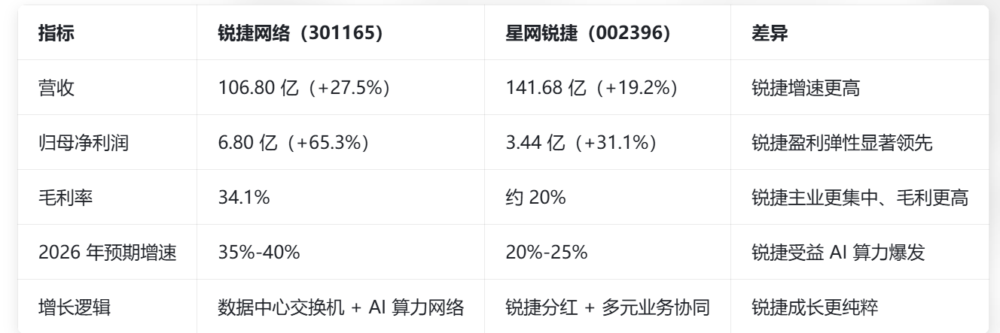 指标 锐捷网络（301165） 星网锐捷（002396） 差异
营收 106.80 亿（+27.5%） 141.68 亿（+19.2%） 锐捷增速更高
归母净利润 6.80 亿（+65.3%） 3.44 亿（+31.1%） 锐捷盈利弹性显著领先
毛利率 34.1% 约 20% 锐捷主业更集中、毛利更高
2026 年预期增速 35%-40% 20%-25% 锐捷受益 AI 算力爆发
增长逻辑 数据中心交换机 + AI 算力网络 锐捷分红 + 多元业务协同 锐捷成长更纯粹